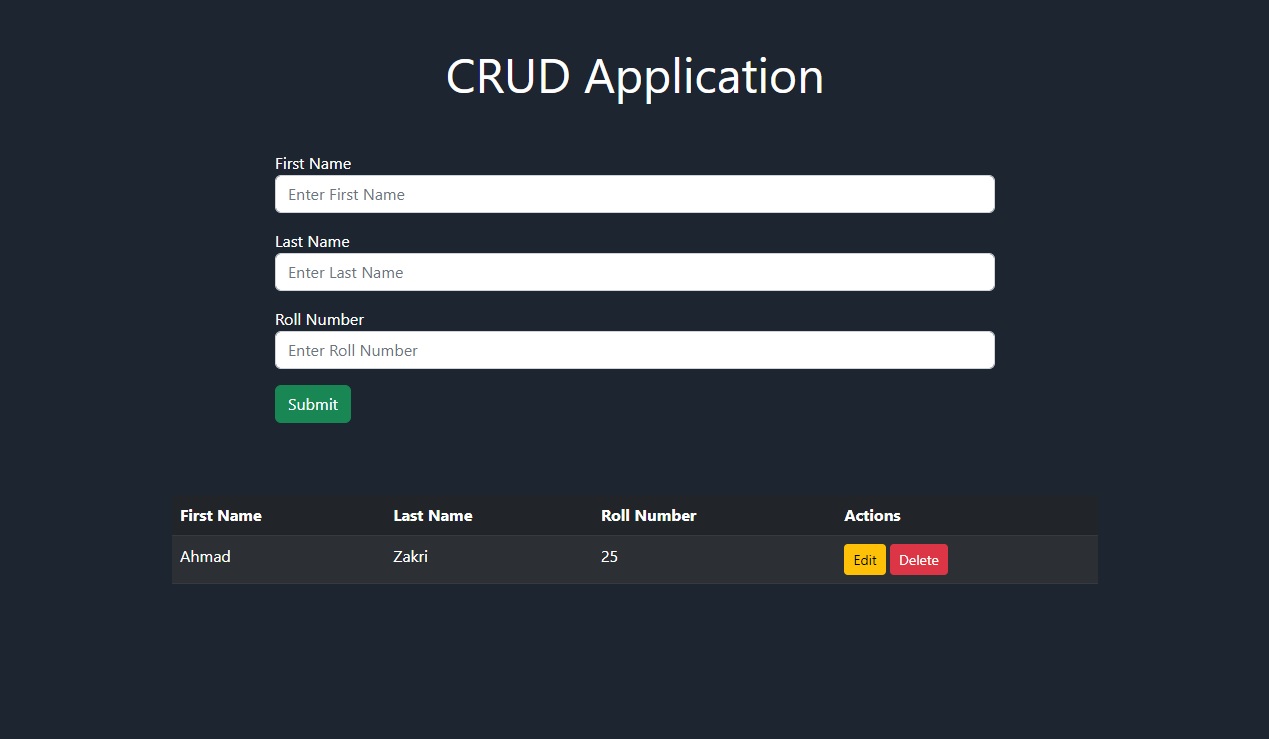 CRUD Application
First Name
Enter First Name
Last Name
Enter Last Name
Roll Number
Enter Roll Number
Submit
First Name Last Name Roll Number Actions
Ahmad Zakri 25 Edit Delete